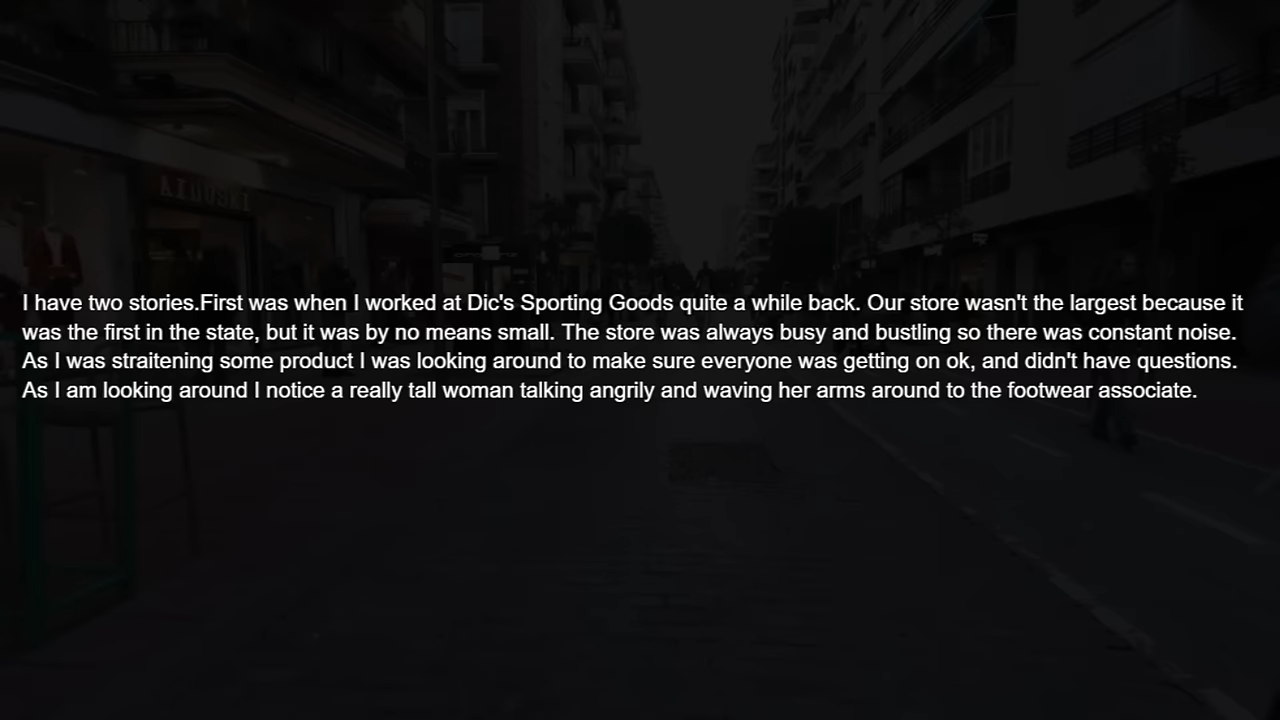 I have two stories.First was when I worked at Dic's Sporting Goods quite a while back. Our store wasn't the largest because it
was the first in the state, but it was by no means small. The store was always busy and bustling so there was constant noise.
As I was straitening some product I was looking around to make sure everyone was getting on ok, and didn't have questions.
As I am looking around I notice a really tall woman talking angrily and waving her arms around to the footwear associate.